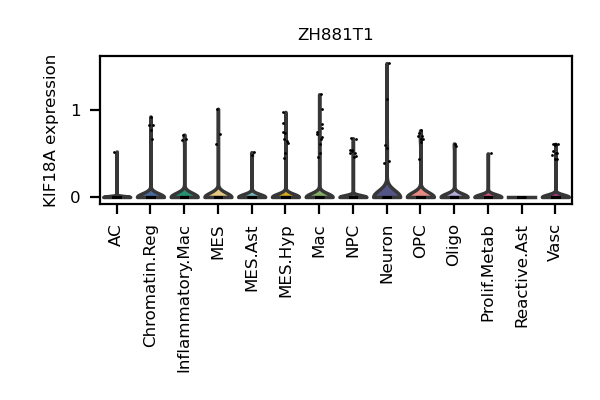 ZH881T1
KIF18A expression
1
0
AC
Chromatin.Reg
Inflammatory.Mac
MES
MES.Ast
MES.Hyp
Mac
NPC
Neuron
OPC
Oligo
Prolif.Metab
Reactive.Ast
Vasc